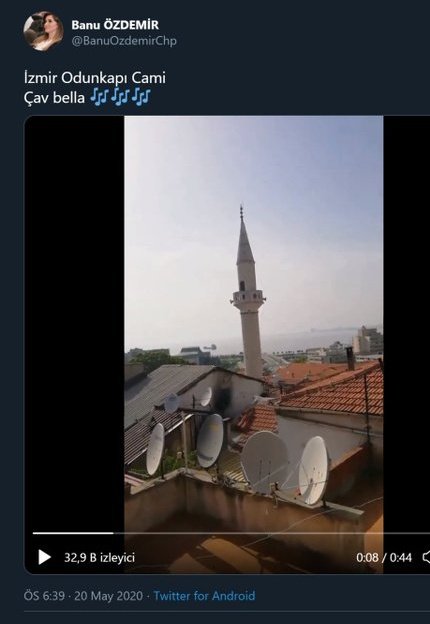 Banu ÖZDEMİR
@BanuOzdemirChp
İzmir Odunkapı Cami
Çav bella 🎶🎶🎶
32,9 B izleyici
0:08 / 0:44
ÖS 6:39 · 20 May 2020 · Twitter for Android